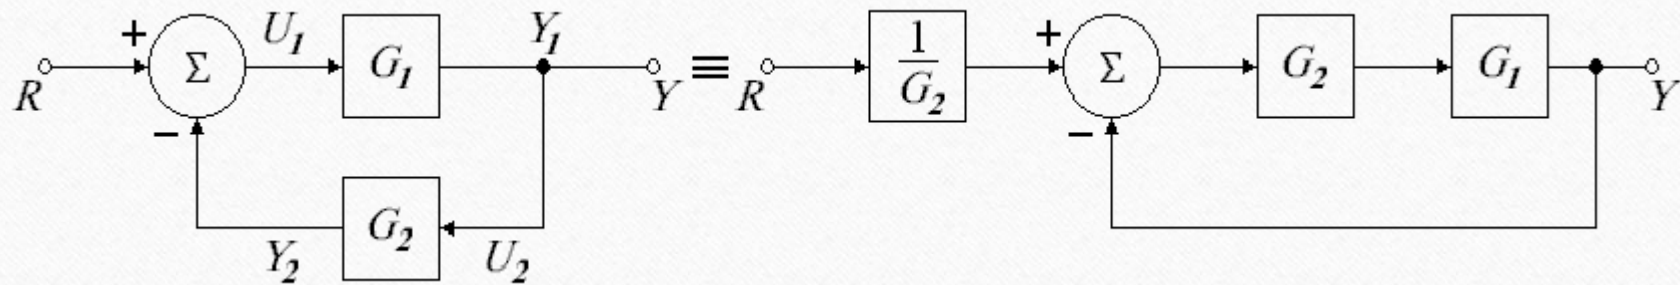 + U₁ Y₁ 1 +
R Σ G₁ Y ≡ R G₂ Σ G₂ G₁ Y
− −
G₂
Y₂ U₂